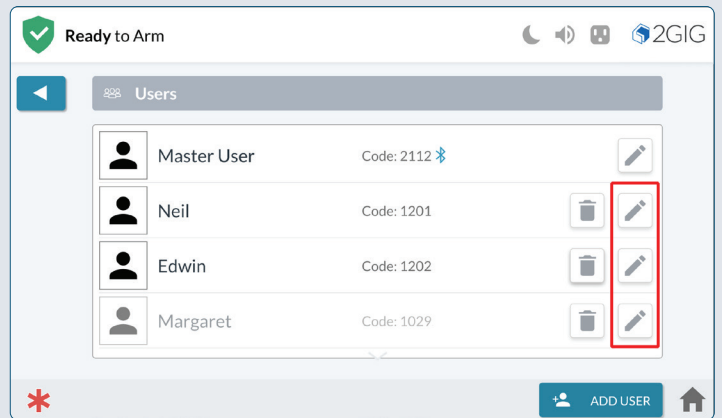 Ready to Arm
2GIG
Users
Master User Code: 2112
Neil Code: 1201
Edwin Code: 1202
Margaret Code: 1029
ADD USER